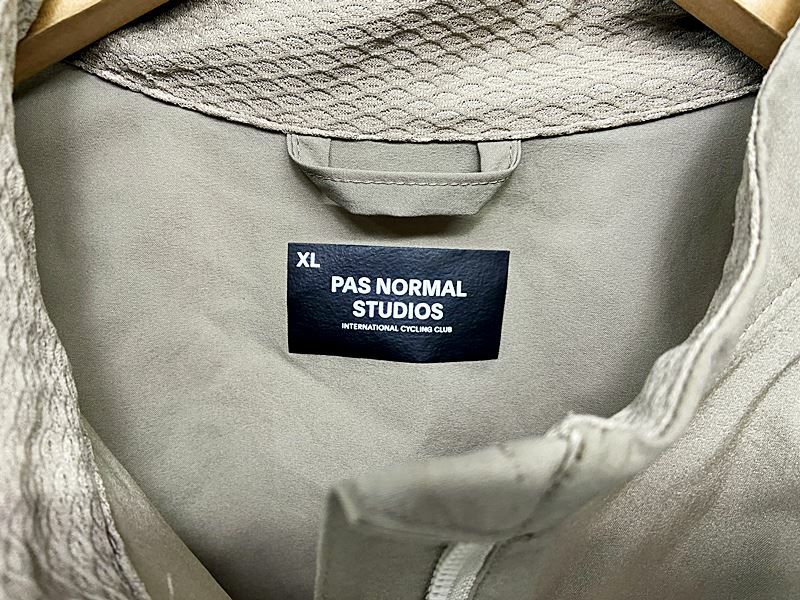 XL
PAS NORMAL
STUDIOS
INTERNATIONAL CYCLING CLUB